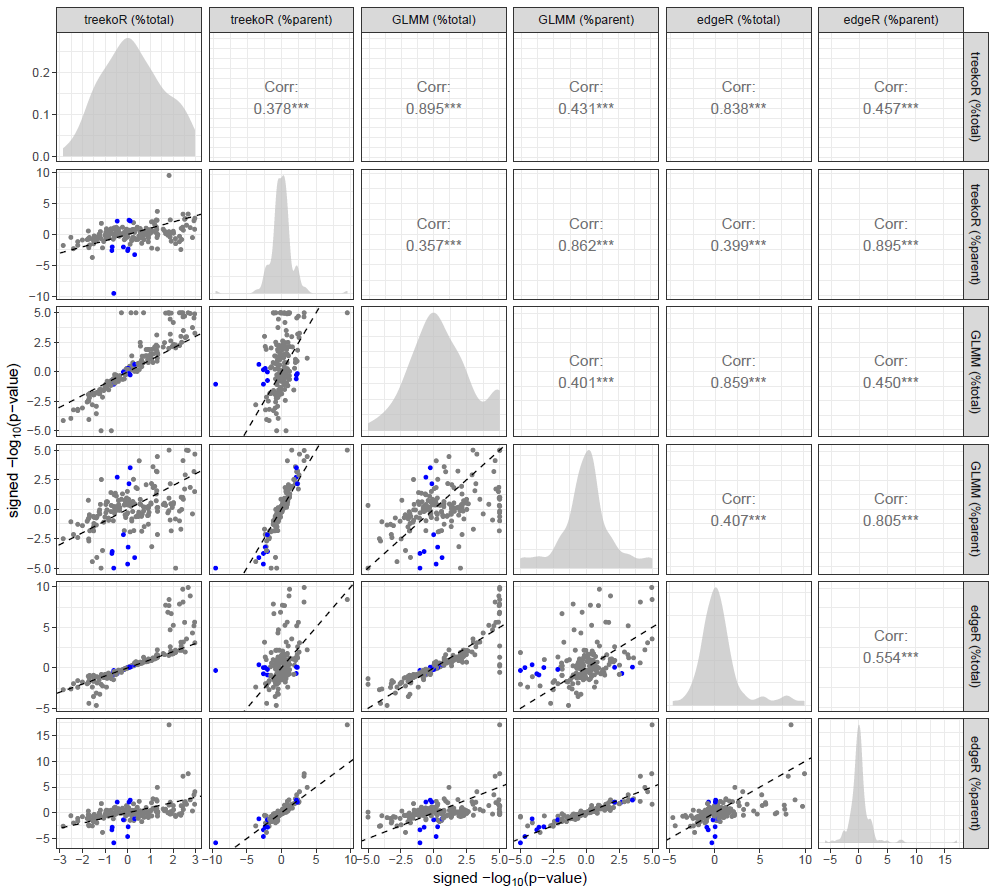 treekoR (%total) treekoR (%parent) GLMM (%total) GLMM (%parent) edgeR (%total) edgeR (%parent)
0.2
0.1
0.0
Corr:
0.378***
Corr:
0.895***
Corr:
0.431***
Corr:
0.838***
Corr:
0.457***
treekoR (%total)
10
5
0
−5
−10
Corr:
0.357***
Corr:
0.862***
Corr:
0.399***
Corr:
0.895***
treekoR (%parent)
5.0
2.5
0.0
−2.5
−5.0
Corr:
0.401***
Corr:
0.859***
Corr:
0.450***
GLMM (%total)
5.0
2.5
0.0
−2.5
−5.0
Corr:
0.407***
Corr:
0.805***
GLMM (%parent)
10
5
0
−5
Corr:
0.554***
edgeR (%total)
15
10
5
0
−5
edgeR (%parent)
−3 −2 −1 0 1 2 3 −10 −5 0 5 10 −5.0 −2.5 0.0 2.5 5.0 −5.0 −2.5 0.0 2.5 5.0 −5 0 5 10 −5 0 5 10 15
signed −log10(p−value)
signed −log10(p−value)